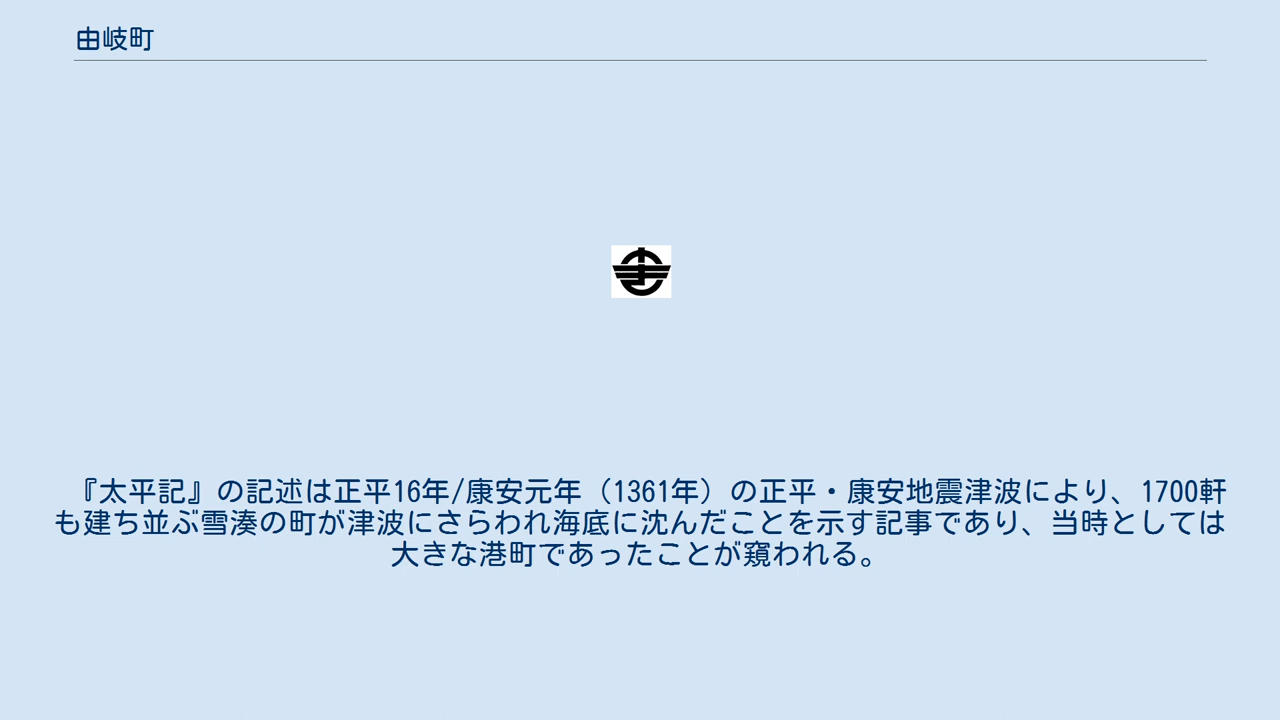 由岐町
『太平記』の記述は正平16年/康安元年（1361年）の正平・康安地震津波により、1700軒
も建ち並ぶ雪湊の町が津波にさらわれ海底に沈んだことを示す記事であり、当時としては
大きな港町であったことが窺われる。